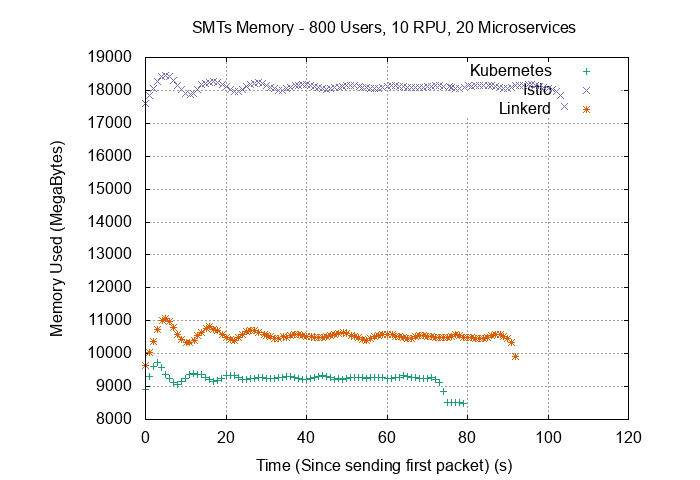 SMTs Memory - 800 Users, 10 RPU, 20 Microservices
19000
18000
17000
16000
15000
14000
13000
12000
11000
10000
9000
8000
Memory Used (MegaBytes)
Kubernetes
Istio
Linkerd
0 20 40 60 80 100 120
Time (Since sending first packet) (s)